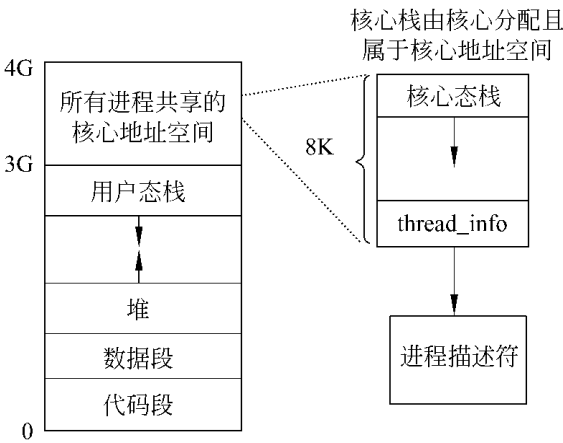 核心栈由核心分配且
属于核心地址空间
4G
所有进程共享的
核心地址空间
3G
用户态栈
堆
数据段
代码段
0
8K
核心态栈
thread_info
进程描述符